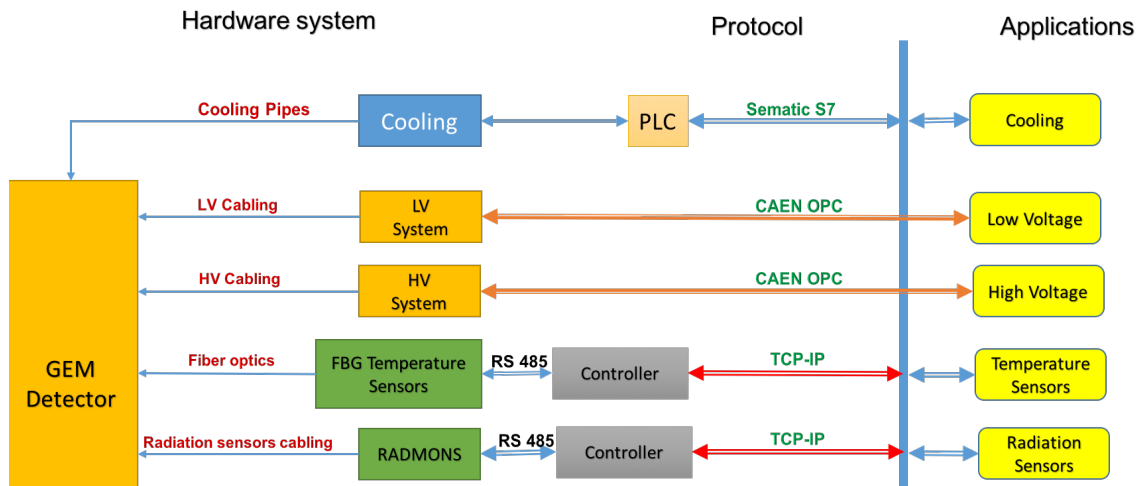 Hardware system
Protocol
Applications
Cooling Pipes
Cooling
PLC
Sematic S7
Cooling
LV Cabling
LV
System
CAEN OPC
Low Voltage
HV Cabling
HV
System
CAEN OPC
High Voltage
GEM
Detector
Fiber optics
FBG Temperature
Sensors
RS 485
Controller
TCP-IP
Temperature
Sensors
Radiation sensors cabling
RADMONS
RS 485
Controller
TCP-IP
Radiation
Sensors